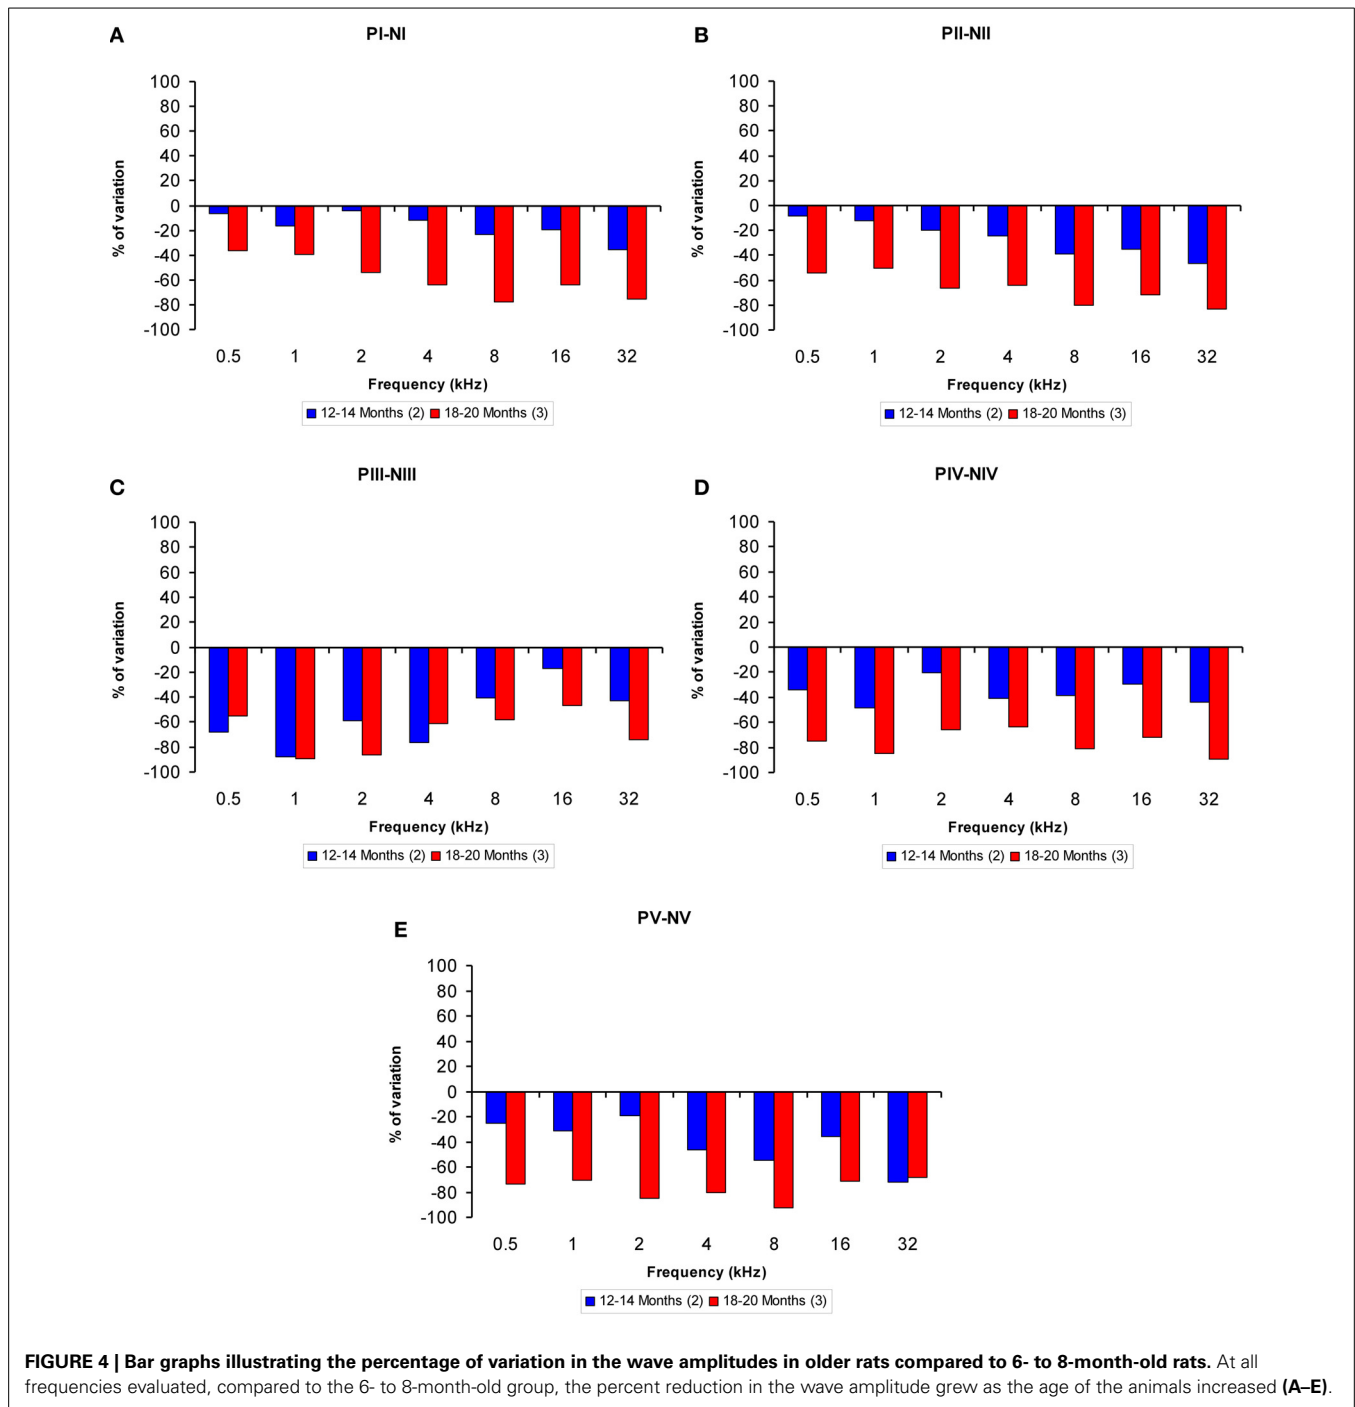 A
PI-NI
100
80
60
40
20
0
-20
-40
-60
-80
-100
% of variation
0.5 1 2 4 8 16 32
Frequency (kHz)
12-14 Months (2) 18-20 Months (3)
B
PII-NII
100
80
60
40
20
0
-20
-40
-60
-80
-100
% of variation
0.5 1 2 4 8 16 32
Frequency (kHz)
12-14 Months (2) 18-20 Months (3)
C
PIII-NIII
100
80
60
40
20
0
-20
-40
-60
-80
-100
% of variation
0.5 1 2 4 8 16 32
Frequency (kHz)
12-14 Months (2) 18-20 Months (3)
D
PIV-NIV
100
80
60
40
20
0
-20
-40
-60
-80
-100
% of variation
0.5 1 2 4 8 16 32
Frequency (kHz)
12-14 Months (2) 18-20 Months (3)
E
PV-NV
100
80
60
40
20
0
-20
-40
-60
-80
-100
% of variation
0.5 1 2 4 8 16 32
Frequency (kHz)
12-14 Months (2) 18-20 Months (3)
FIGURE 4 | Bar graphs illustrating the percentage of variation in the wave amplitudes in older rats compared to 6- to 8-month-old rats. At all
frequencies evaluated, compared to the 6- to 8-month-old group, the percent reduction in the wave amplitude grew as the age of the animals increased (A–E).